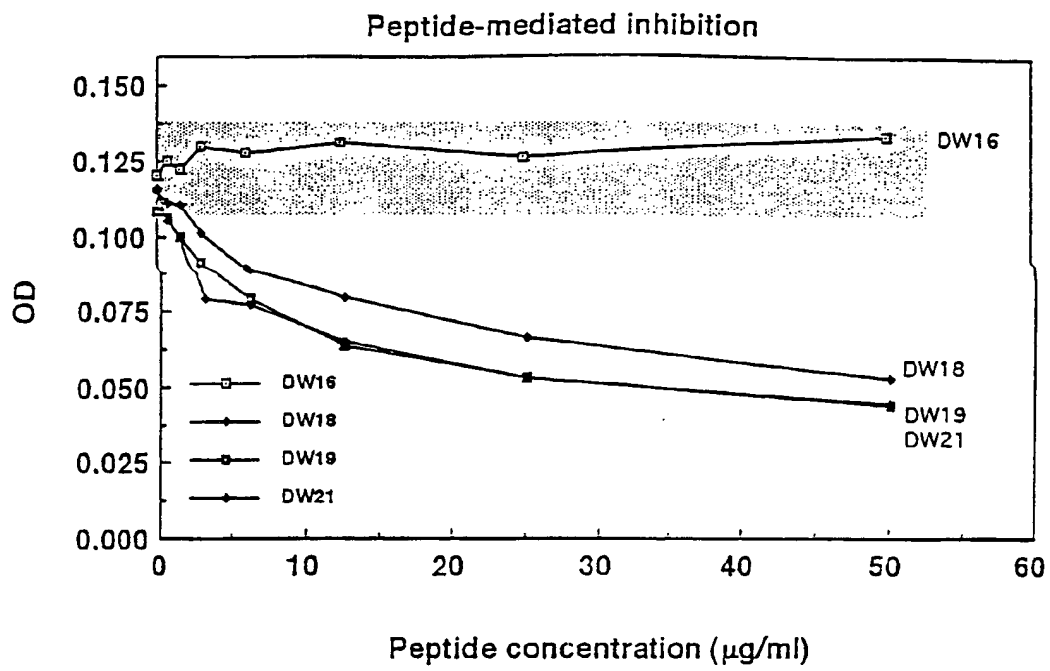 Peptide-mediated inhibition
0.150
0.125
0.100
0.075
0.050
0.025
0.000
OD
DW16
DW18
DW19
DW21
DW16
DW18
DW19
DW21
0
10
20
30
40
50
60
Peptide concentration (µg/ml)